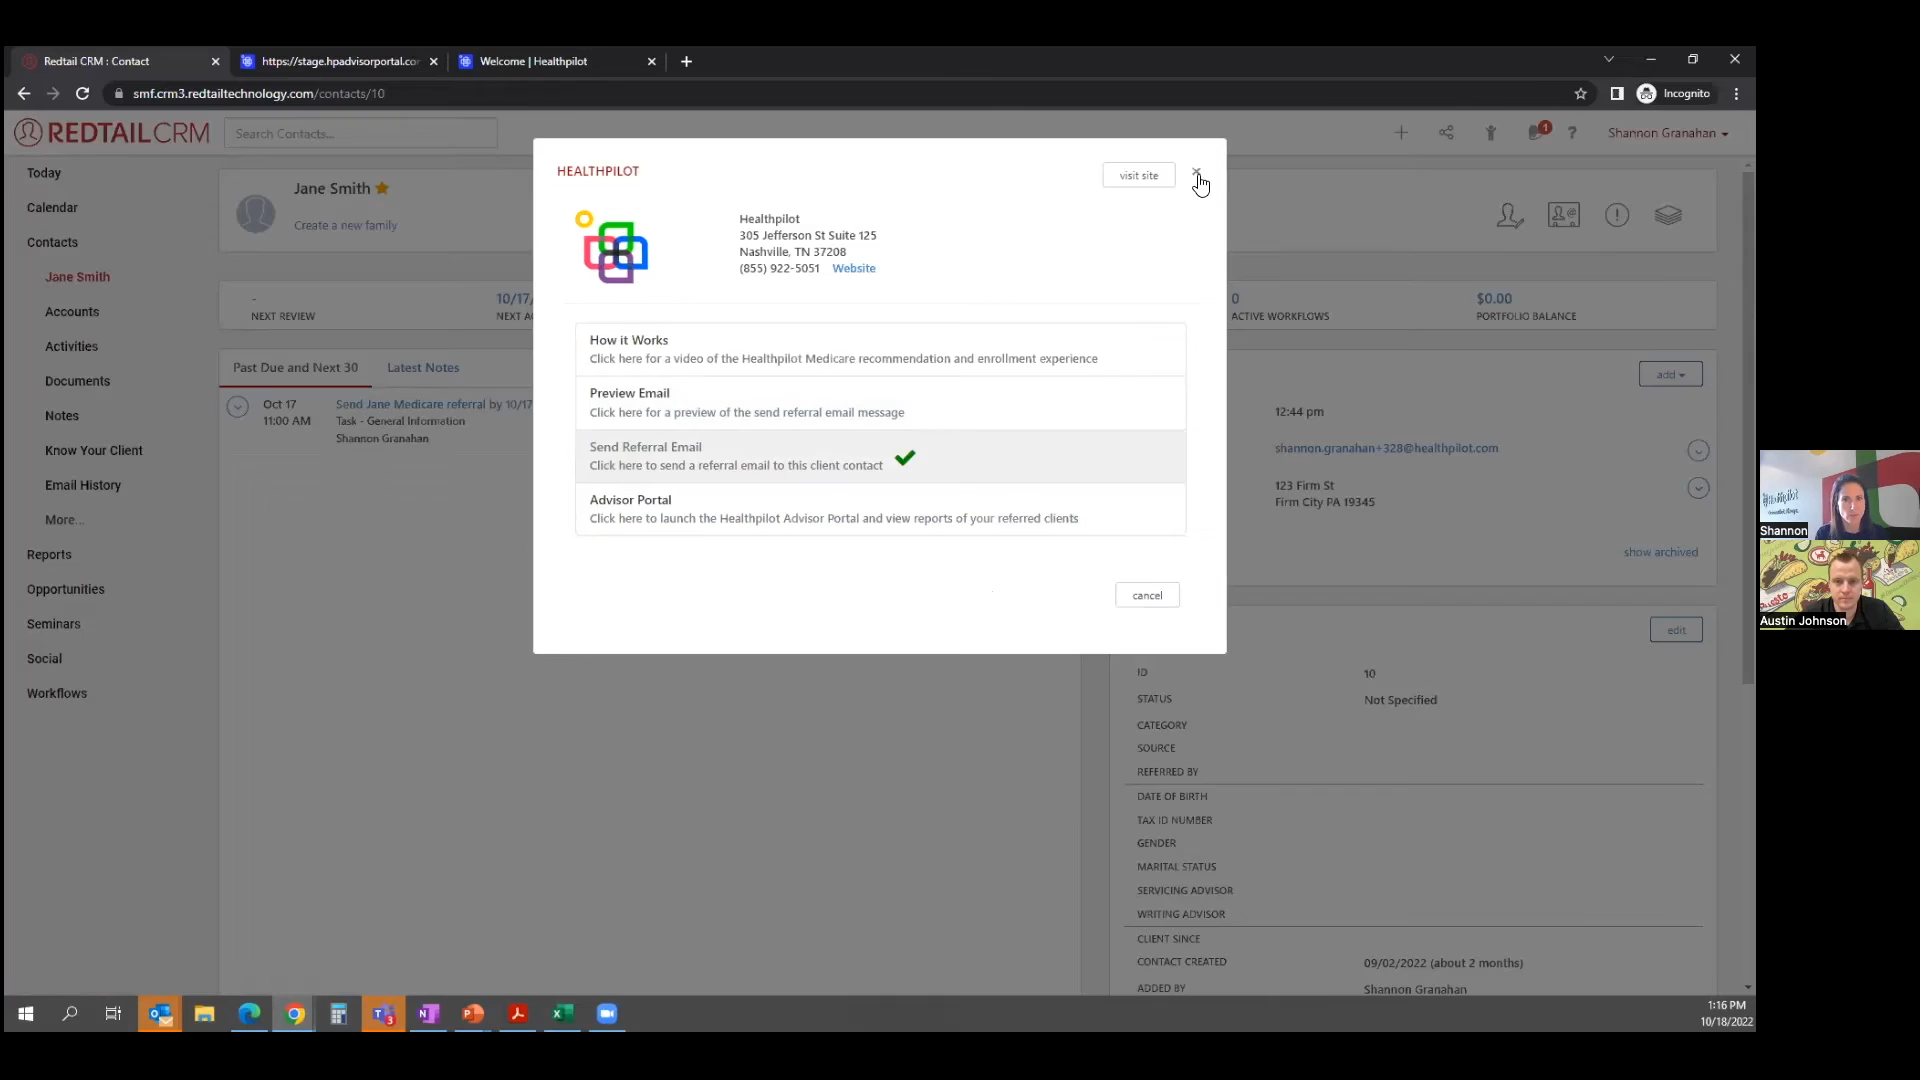 Redtail CRM : Contact
https://stage.hpadvisorportal.co
Welcome | Healthpilot
smf.crm3.redtailtechnology.com/contacts/10
Incognito
REDTAILCRM
Search Contacts...
1
?
Shannon Granahan
Today
Calendar
Contacts
Jane Smith
Accounts
Activities
Documents
Notes
Know Your Client
Email History
More...
Reports
Opportunities
Seminars
Social
Workflows
Jane Smith
Create a new family
-
NEXT REVIEW
10/17/
NEXT A
0
ACTIVE WORKFLOWS
$0.00
PORTFOLIO BALANCE
Past Due and Next 30
Latest Notes
Oct 17
11:00 AM
Send Jane Medicare referral by 10/17
Task - General Information
Shannon Granahan
HEALTHPILOT
visit site
Healthpilot
305 Jefferson St Suite 125
Nashville, TN 37208
(855) 922-5051 Website
How it Works
Click here for a video of the Healthpilot Medicare recommendation and enrollment experience
Preview Email
Click here for a preview of the send referral email message
Send Referral Email
Click here to send a referral email to this client contact
Advisor Portal
Click here to launch the Healthpilot Advisor Portal and view reports of your referred clients
cancel
add
12:44 pm
shannon.granahan+328@healthpilot.com
123 Firm St
Firm City PA 19345
show archived
edit
ID 10
STATUS Not Specified
CATEGORY
SOURCE
REFERRED BY
DATE OF BIRTH
TAX ID NUMBER
GENDER
MARITAL STATUS
SERVICING ADVISOR
WRITING ADVISOR
CLIENT SINCE
CONTACT CREATED 09/02/2022 (about 2 months)
ADDED BY Shannon Granahan
Shannon
Austin Johnson
1:16 PM
10/18/2022